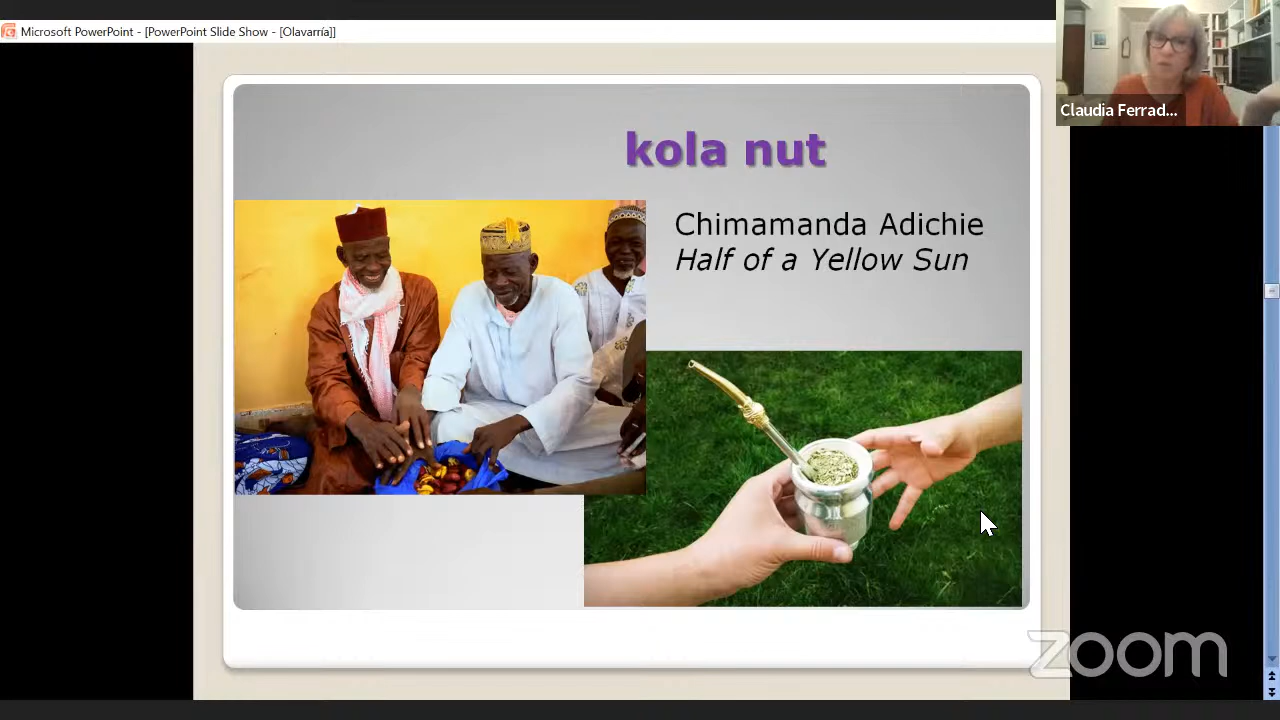 Microsoft PowerPoint - [PowerPoint Slide Show - [Olavarría]]
Claudia Ferrad...
kola nut
Chimamanda Adichie
Half of a Yellow Sun
zoom